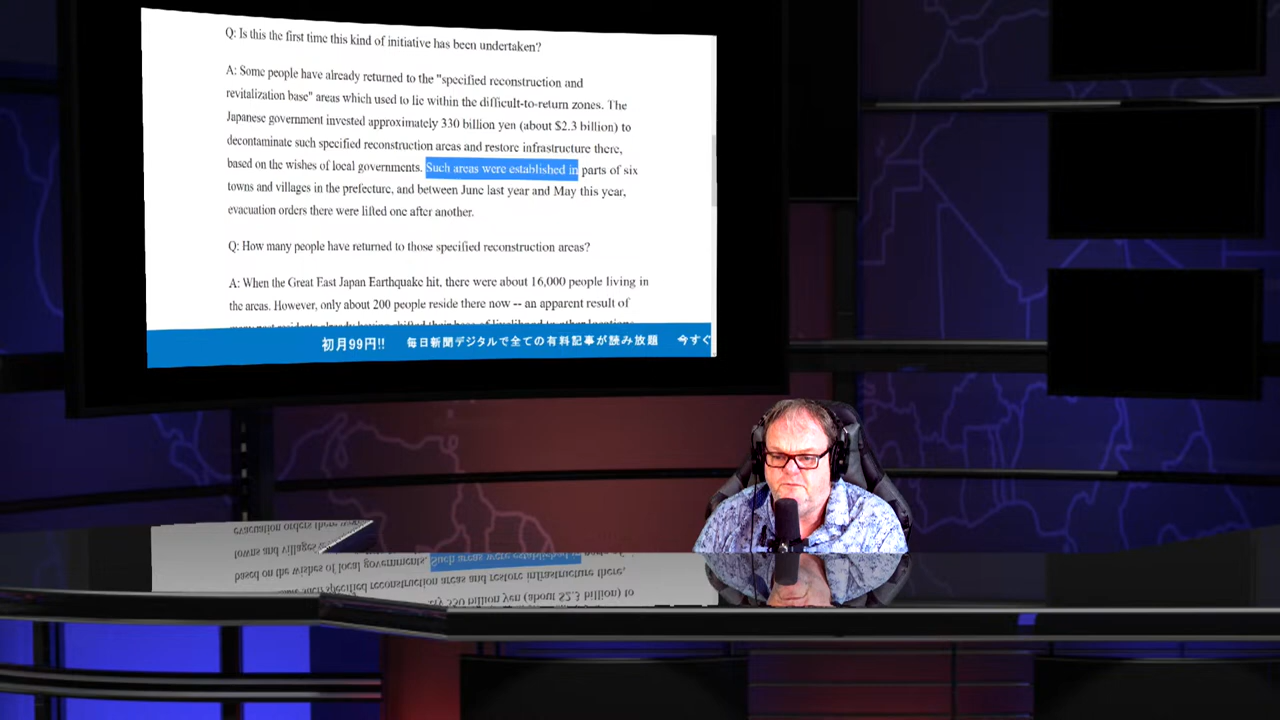 Q: Is this the first time this kind of initiative has been undertaken?
A: Some people have already returned to the "specified reconstruction and
revitalization base" areas which used to lie within the difficult-to-return zones. The
Japanese government invested approximately 330 billion yen (about $2.3 billion) to
decontaminate such specified reconstruction areas and restore infrastructure there,
based on the wishes of local governments. Such areas were established in parts of six
towns and villages in the prefecture, and between June last year and May this year,
evacuation orders there were lifted one after another.
Q: How many people have returned to those specified reconstruction areas?
A: When the Great East Japan Earthquake hit, there were about 16,000 people living in
the areas. However, only about 200 people reside there now -- an apparent result of
初月99円!! 毎日新聞デジタルで全ての有料記事が読み放題 今すぐ